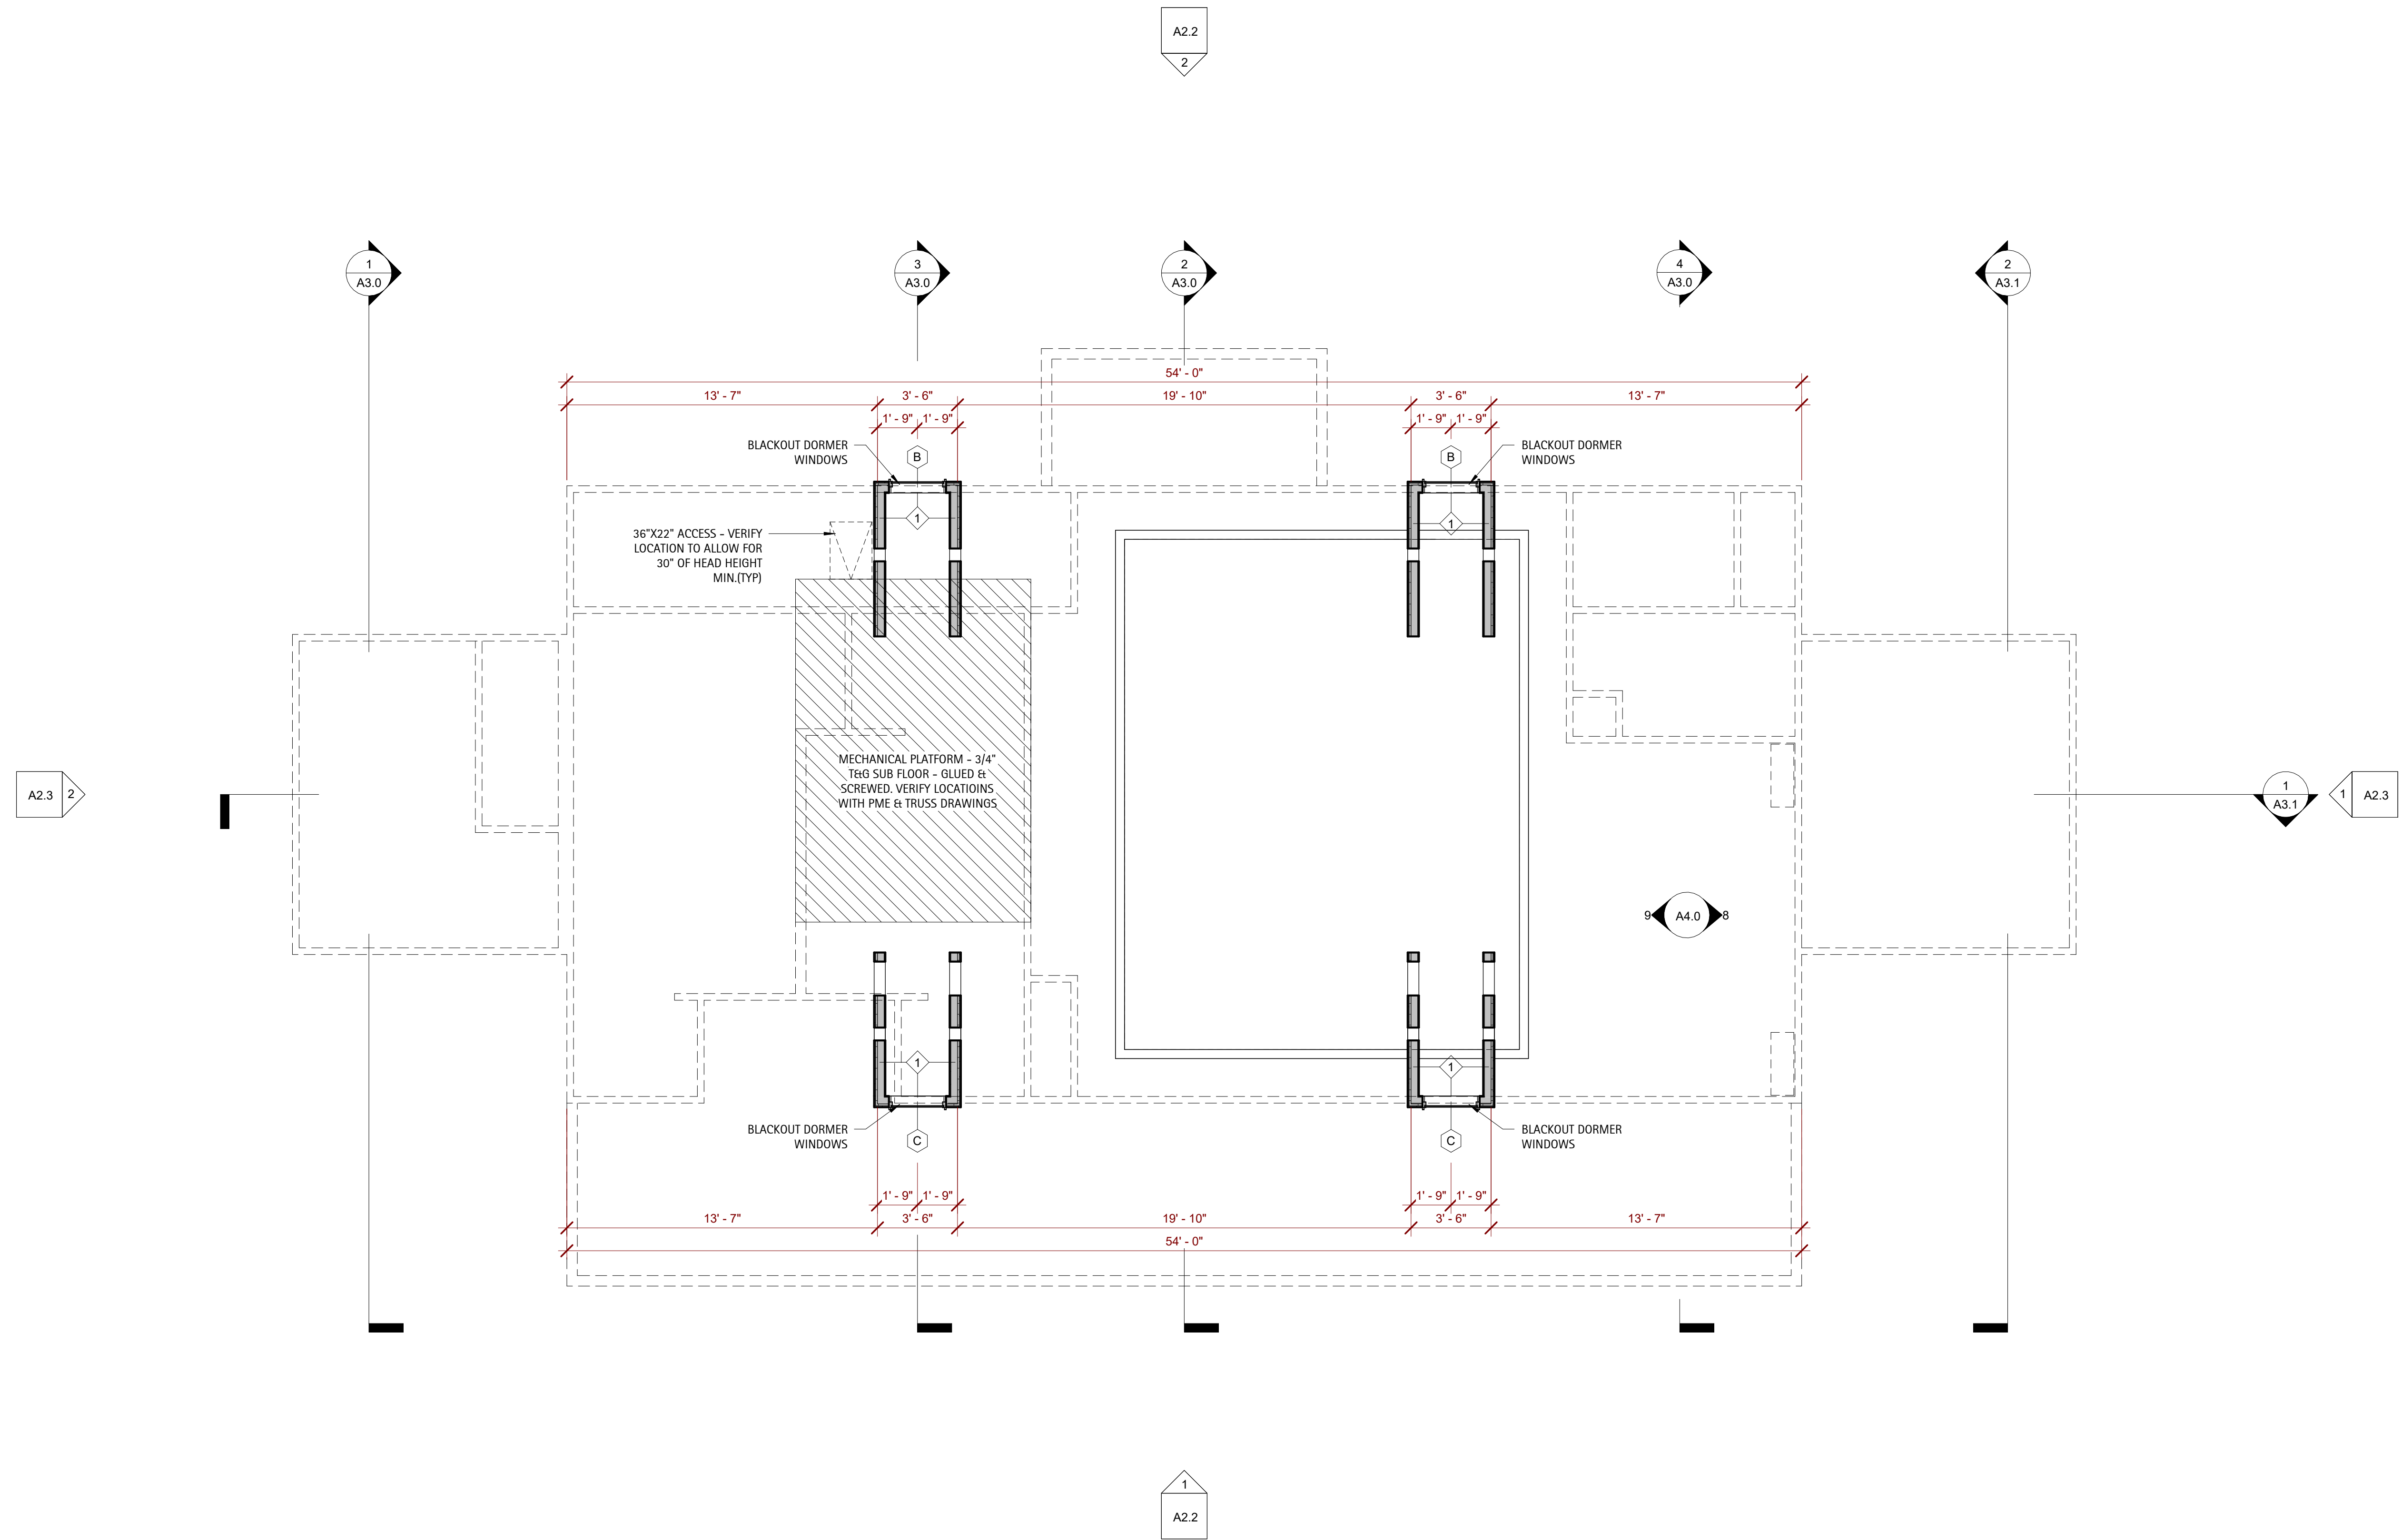 A2.2
2
1
A3.0
3
A3.0
2
A3.0
4
A3.0
2
A3.1
54' - 0"
13' - 7"
3' - 6"
19' - 10"
3' - 6"
13' - 7"
1' - 9"
1' - 9"
1' - 9"
1' - 9"
BLACKOUT DORMER
WINDOWS
B
B
BLACKOUT DORMER
WINDOWS
1
1
36"X22" ACCESS - VERIFY
LOCATION TO ALLOW FOR
30" OF HEAD HEIGHT
MIN.(TYP)
MECHANICAL PLATFORM - 3/4"
T&G SUB FLOOR - GLUED &
SCREWED. VERIFY LOCATIOINS
WITH PME & TRUSS DRAWINGS
A2.3
2
1
A3.1
1
A2.3
9
A4.0
8
1
1
BLACKOUT DORMER
WINDOWS
C
C
BLACKOUT DORMER
WINDOWS
1' - 9"
1' - 9"
1' - 9"
1' - 9"
13' - 7"
3' - 6"
19' - 10"
3' - 6"
13' - 7"
54' - 0"
1
A2.2